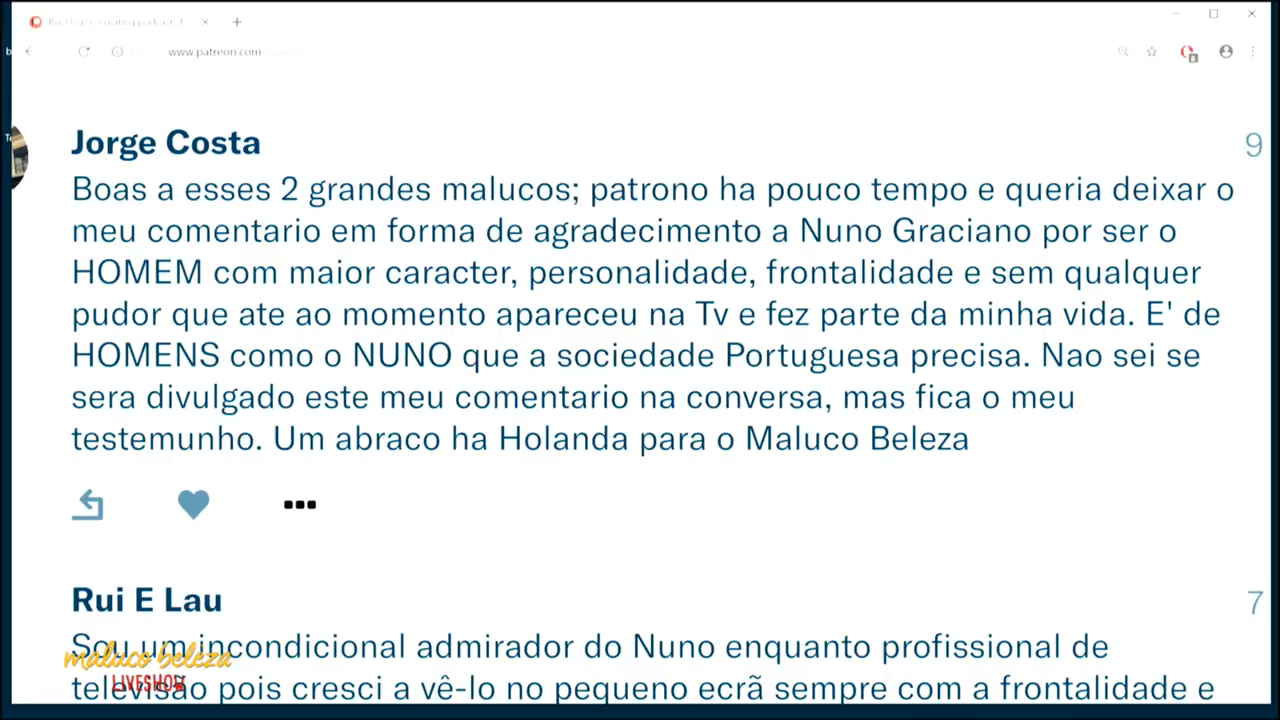 www.patreon.com
Jorge Costa
9
Boas a esses 2 grandes malucos; patrono ha pouco tempo e queria deixar o
meu comentario em forma de agradecimento a Nuno Graciano por ser o
HOMEM com maior caracter, personalidade, frontalidade e sem qualquer
pudor que ate ao momento apareceu na Tv e fez parte da minha vida. E' de
HOMENS como o NUNO que a sociedade Portuguesa precisa. Nao sei se
sera divulgado este meu comentario na conversa, mas fica o meu
testemunho. Um abraco ha Holanda para o Maluco Beleza
Rui E Lau
7
Sou um incondicional admirador do Nuno enquanto profissional de
maluco beleza
televisão pois cresci a vê-lo no pequeno ecrã sempre com a frontalidade e
LIVESHOW